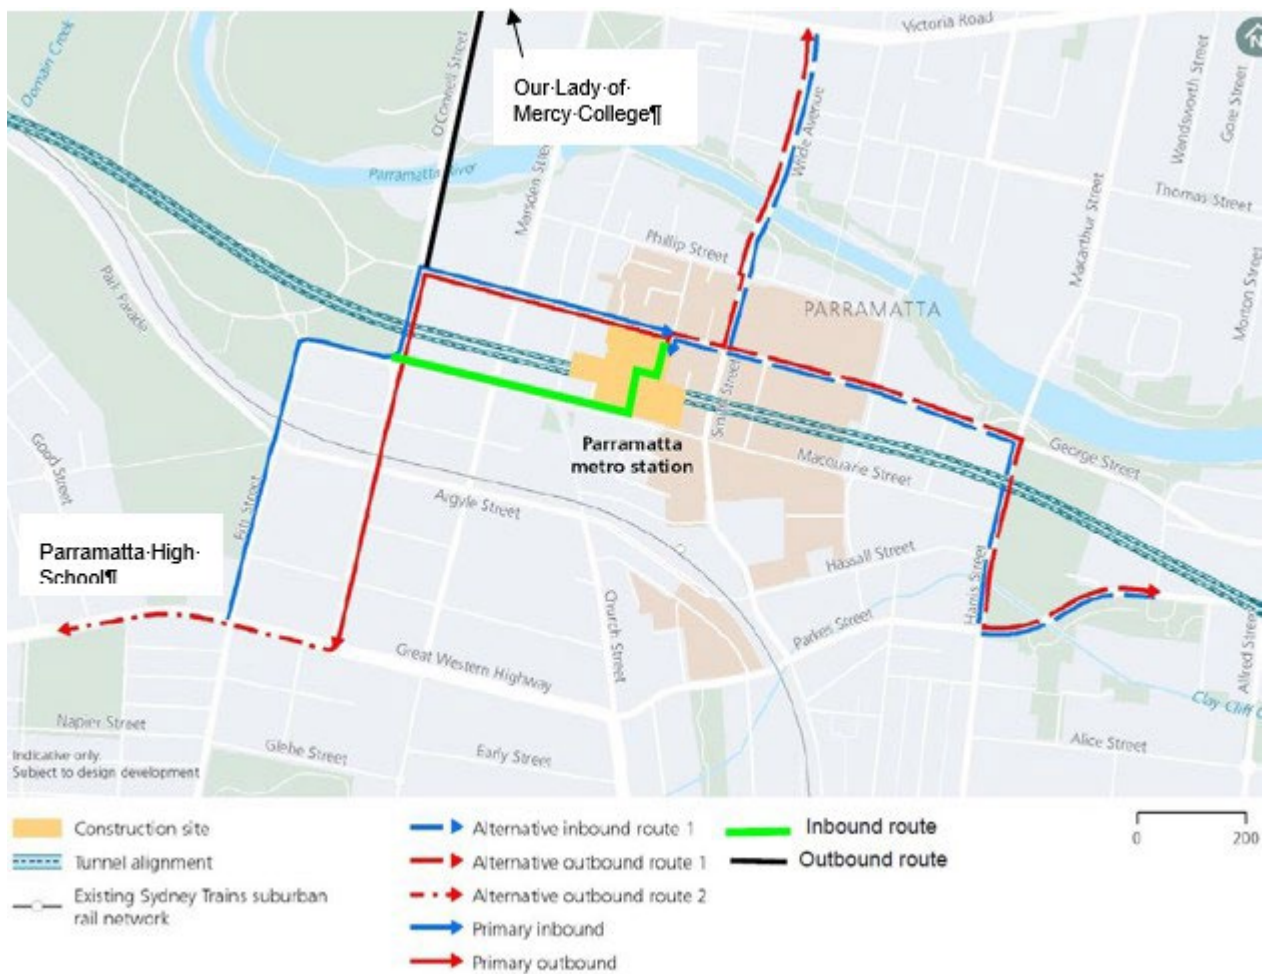 Victoria Road
N
Domain Creek
O'Connell Street
Our·Lady·of·
Mercy·College¶
Wandsworth Street
Gore Street
Wilde Avenue
Parramatta River
Marsden Street
Thomas Street
Macarthur Street
Phillip Street
Morton Street
PARRAMATTA
Park Parade
Smith Street
Parramatta
metro station
George Street
Macquarie Street
Good Street
Argyle Street
Pitt Street
Hassall Street
Parramatta·High·
School¶
Harris Street
Church Street
Parkes Street
Great Western Highway
Alfred Street
Clay Cliff C
Napier Street
Glebe Street
Early Street
Alice Street
Indicative only.
Subject to design development
Construction site
Tunnel alignment
Existing Sydney Trains suburban
rail network
Alternative inbound route 1
Alternative outbound route 1
Alternative outbound route 2
Primary inbound
Primary outbound
Inbound route
Outbound route
0 200